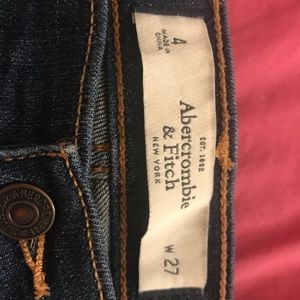 4
MADE IN
CHINA
EST. 1892
Abercrombie
& Fitch
NEW YORK
W 27